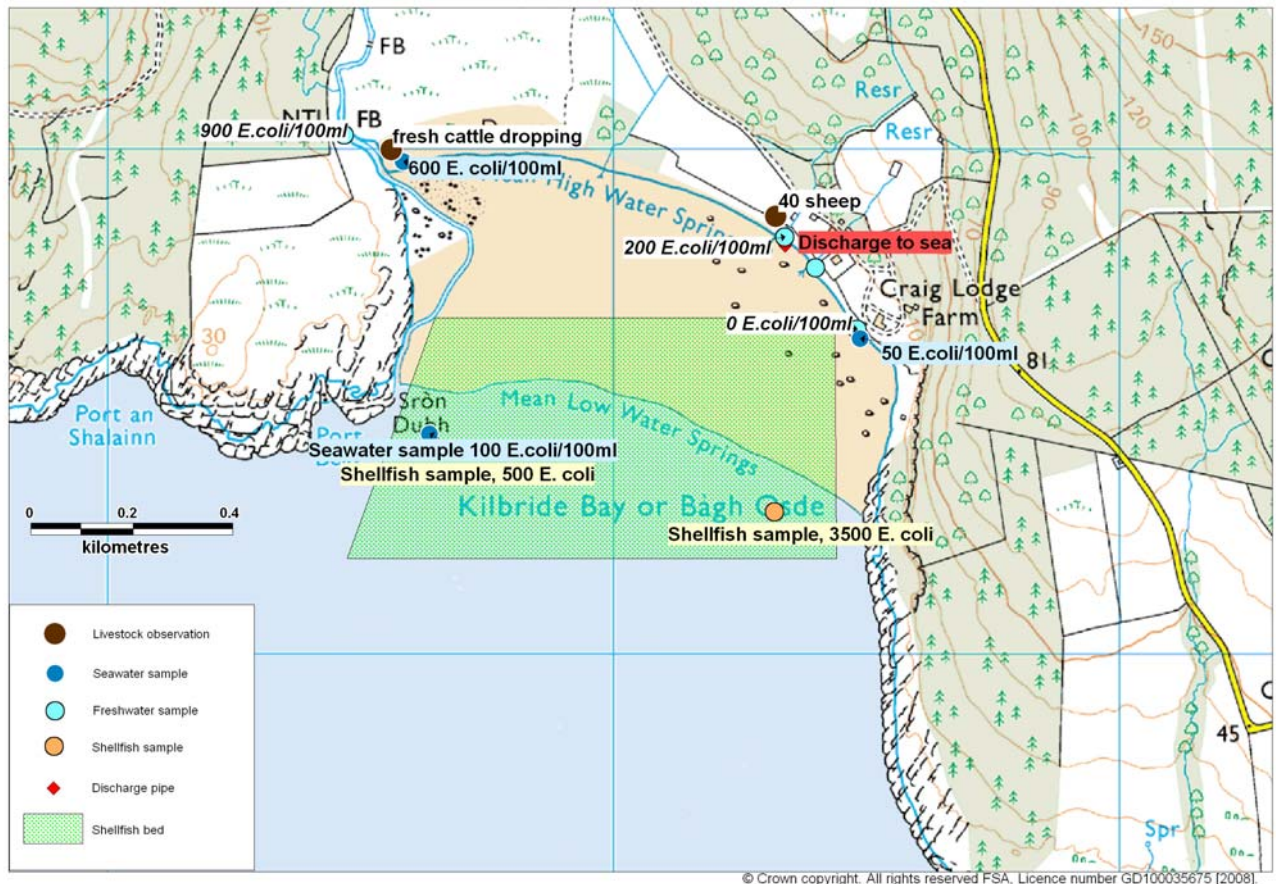 150
FB
Resr
Resr
120
100
90
NTL
FB
900 E.coli/100ml
fresh cattle dropping
600 E. coli/100ml
Mean High Water Springs
40 sheep
200 E.coli/100ml
Discharge to sea
Craig Lodge
Farm
0 E.coli/100ml
50 E.coli/100ml
81
30
Port an
Shalainn
Sròn
Dubh
Port
Mean Low Water Springs
Seawater sample 100 E.coli/100ml
Shellfish sample, 500 E. coli
Kilbride Bay or Bàgh Osde
Shellfish sample, 3500 E. coli
0 0.2 0.4
kilometres
Livestock observation
Seawater sample
Freshwater sample
Shellfish sample
Discharge pipe
Shellfish bed
45
Spr
© Crown copyright. All rights reserved FSA. Licence number GD100035675 [2008].